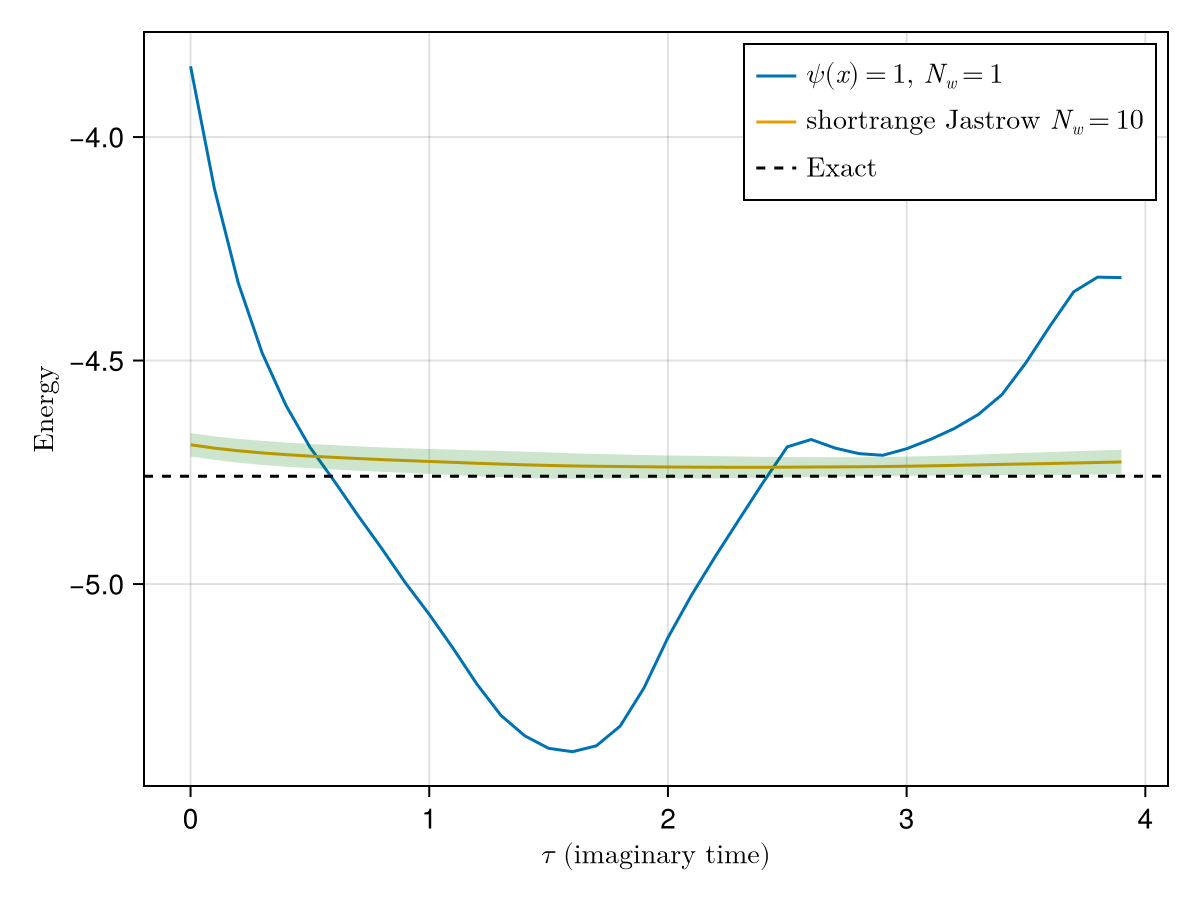 ψ(x) = 1, N_w = 1
shortrange Jastrow N_w = 10
Exact
Energy
−4.0
−4.5
−5.0
0 1 2 3 4
τ (imaginary time)